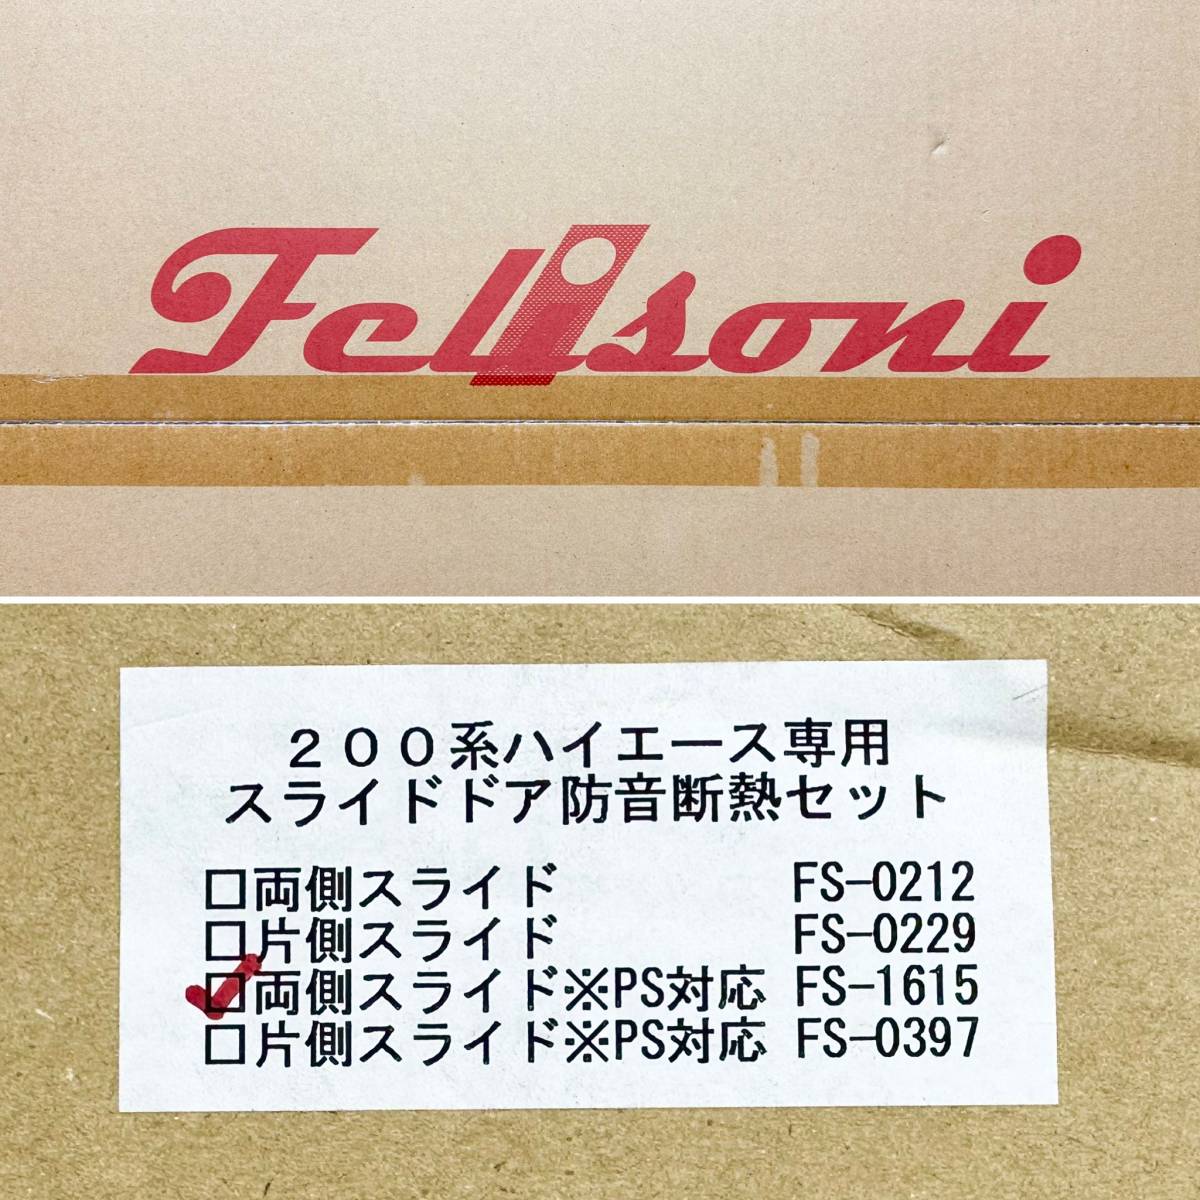 Felisoni
２００系ハイエース専用
スライドドア防音断熱セット
□両側スライド FS-0212
□片側スライド FS-0229
□両側スライド※PS対応 FS-1615
□片側スライド※PS対応 FS-0397